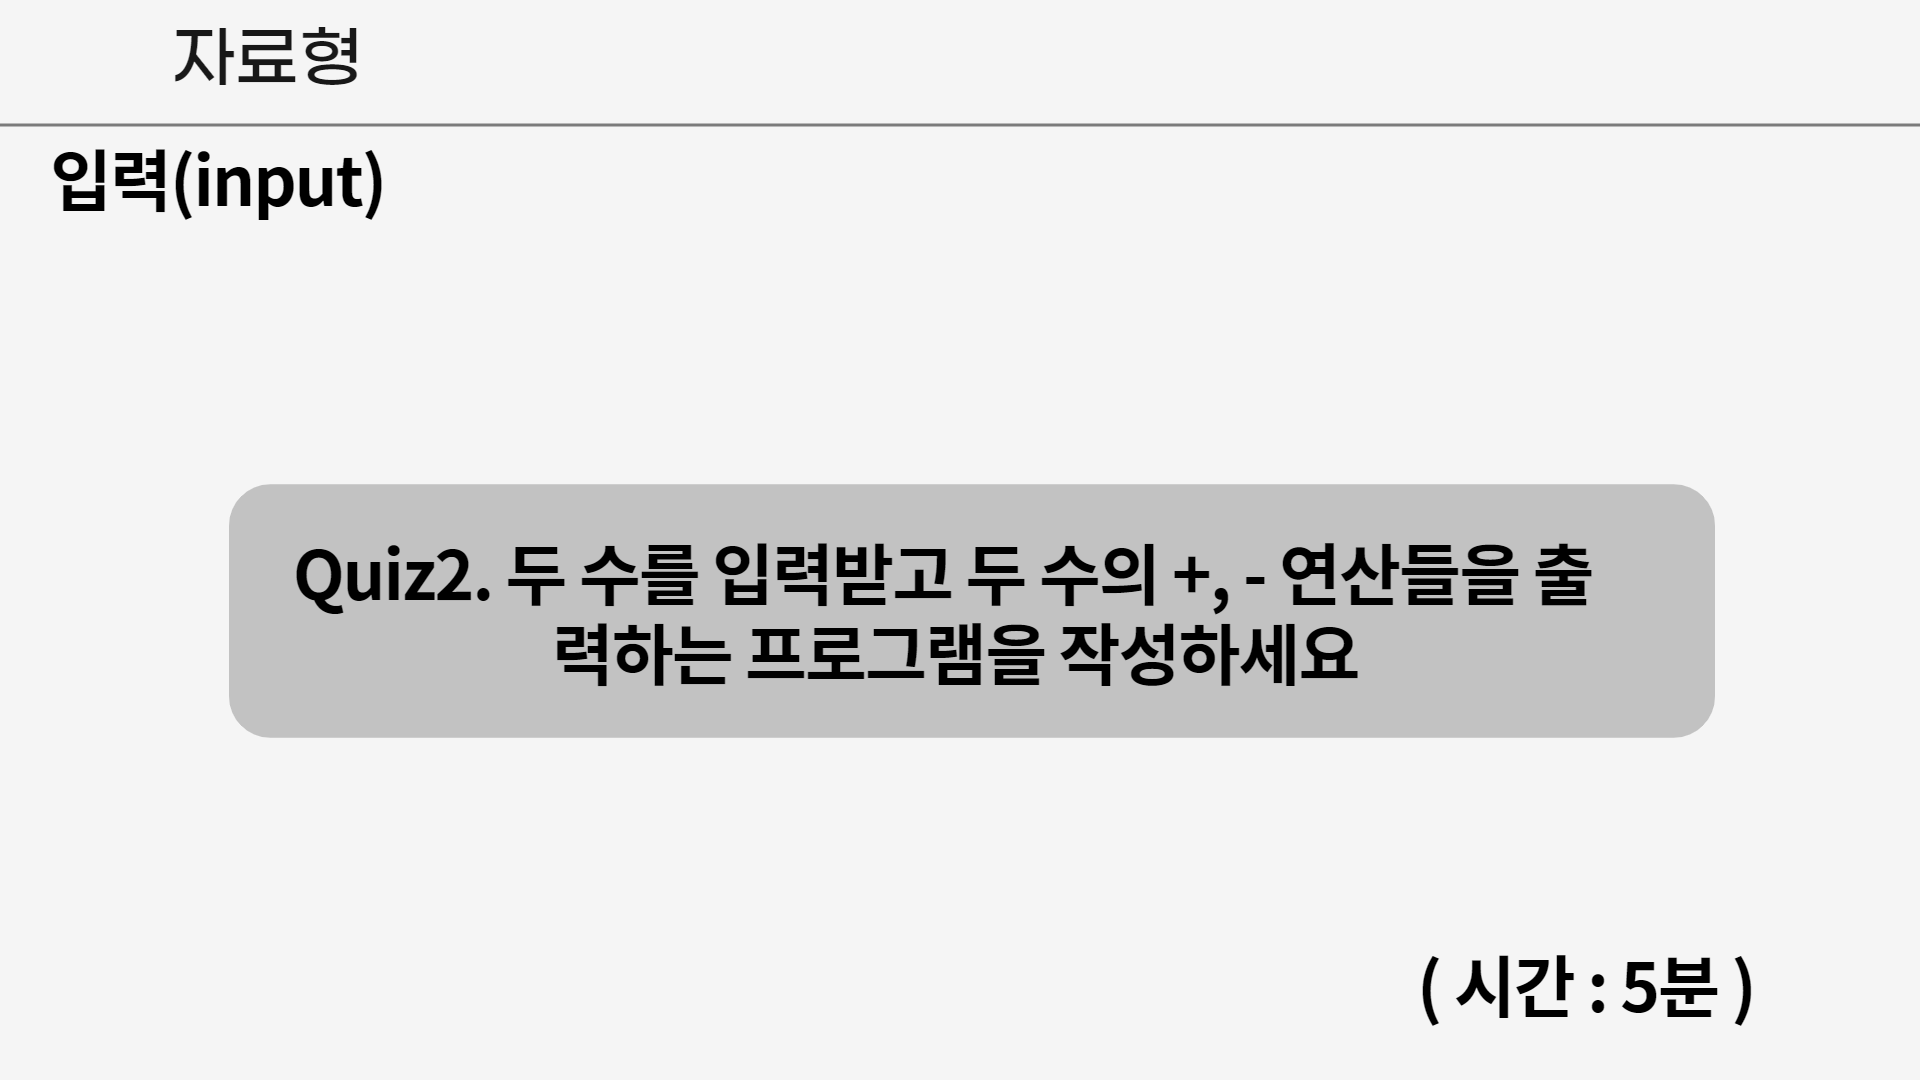 자료형
입력(input)
Quiz2. 두 수를 입력받고 두 수의 +, - 연산들을 출
력하는 프로그램을 작성하세요
( 시간 : 5분 )